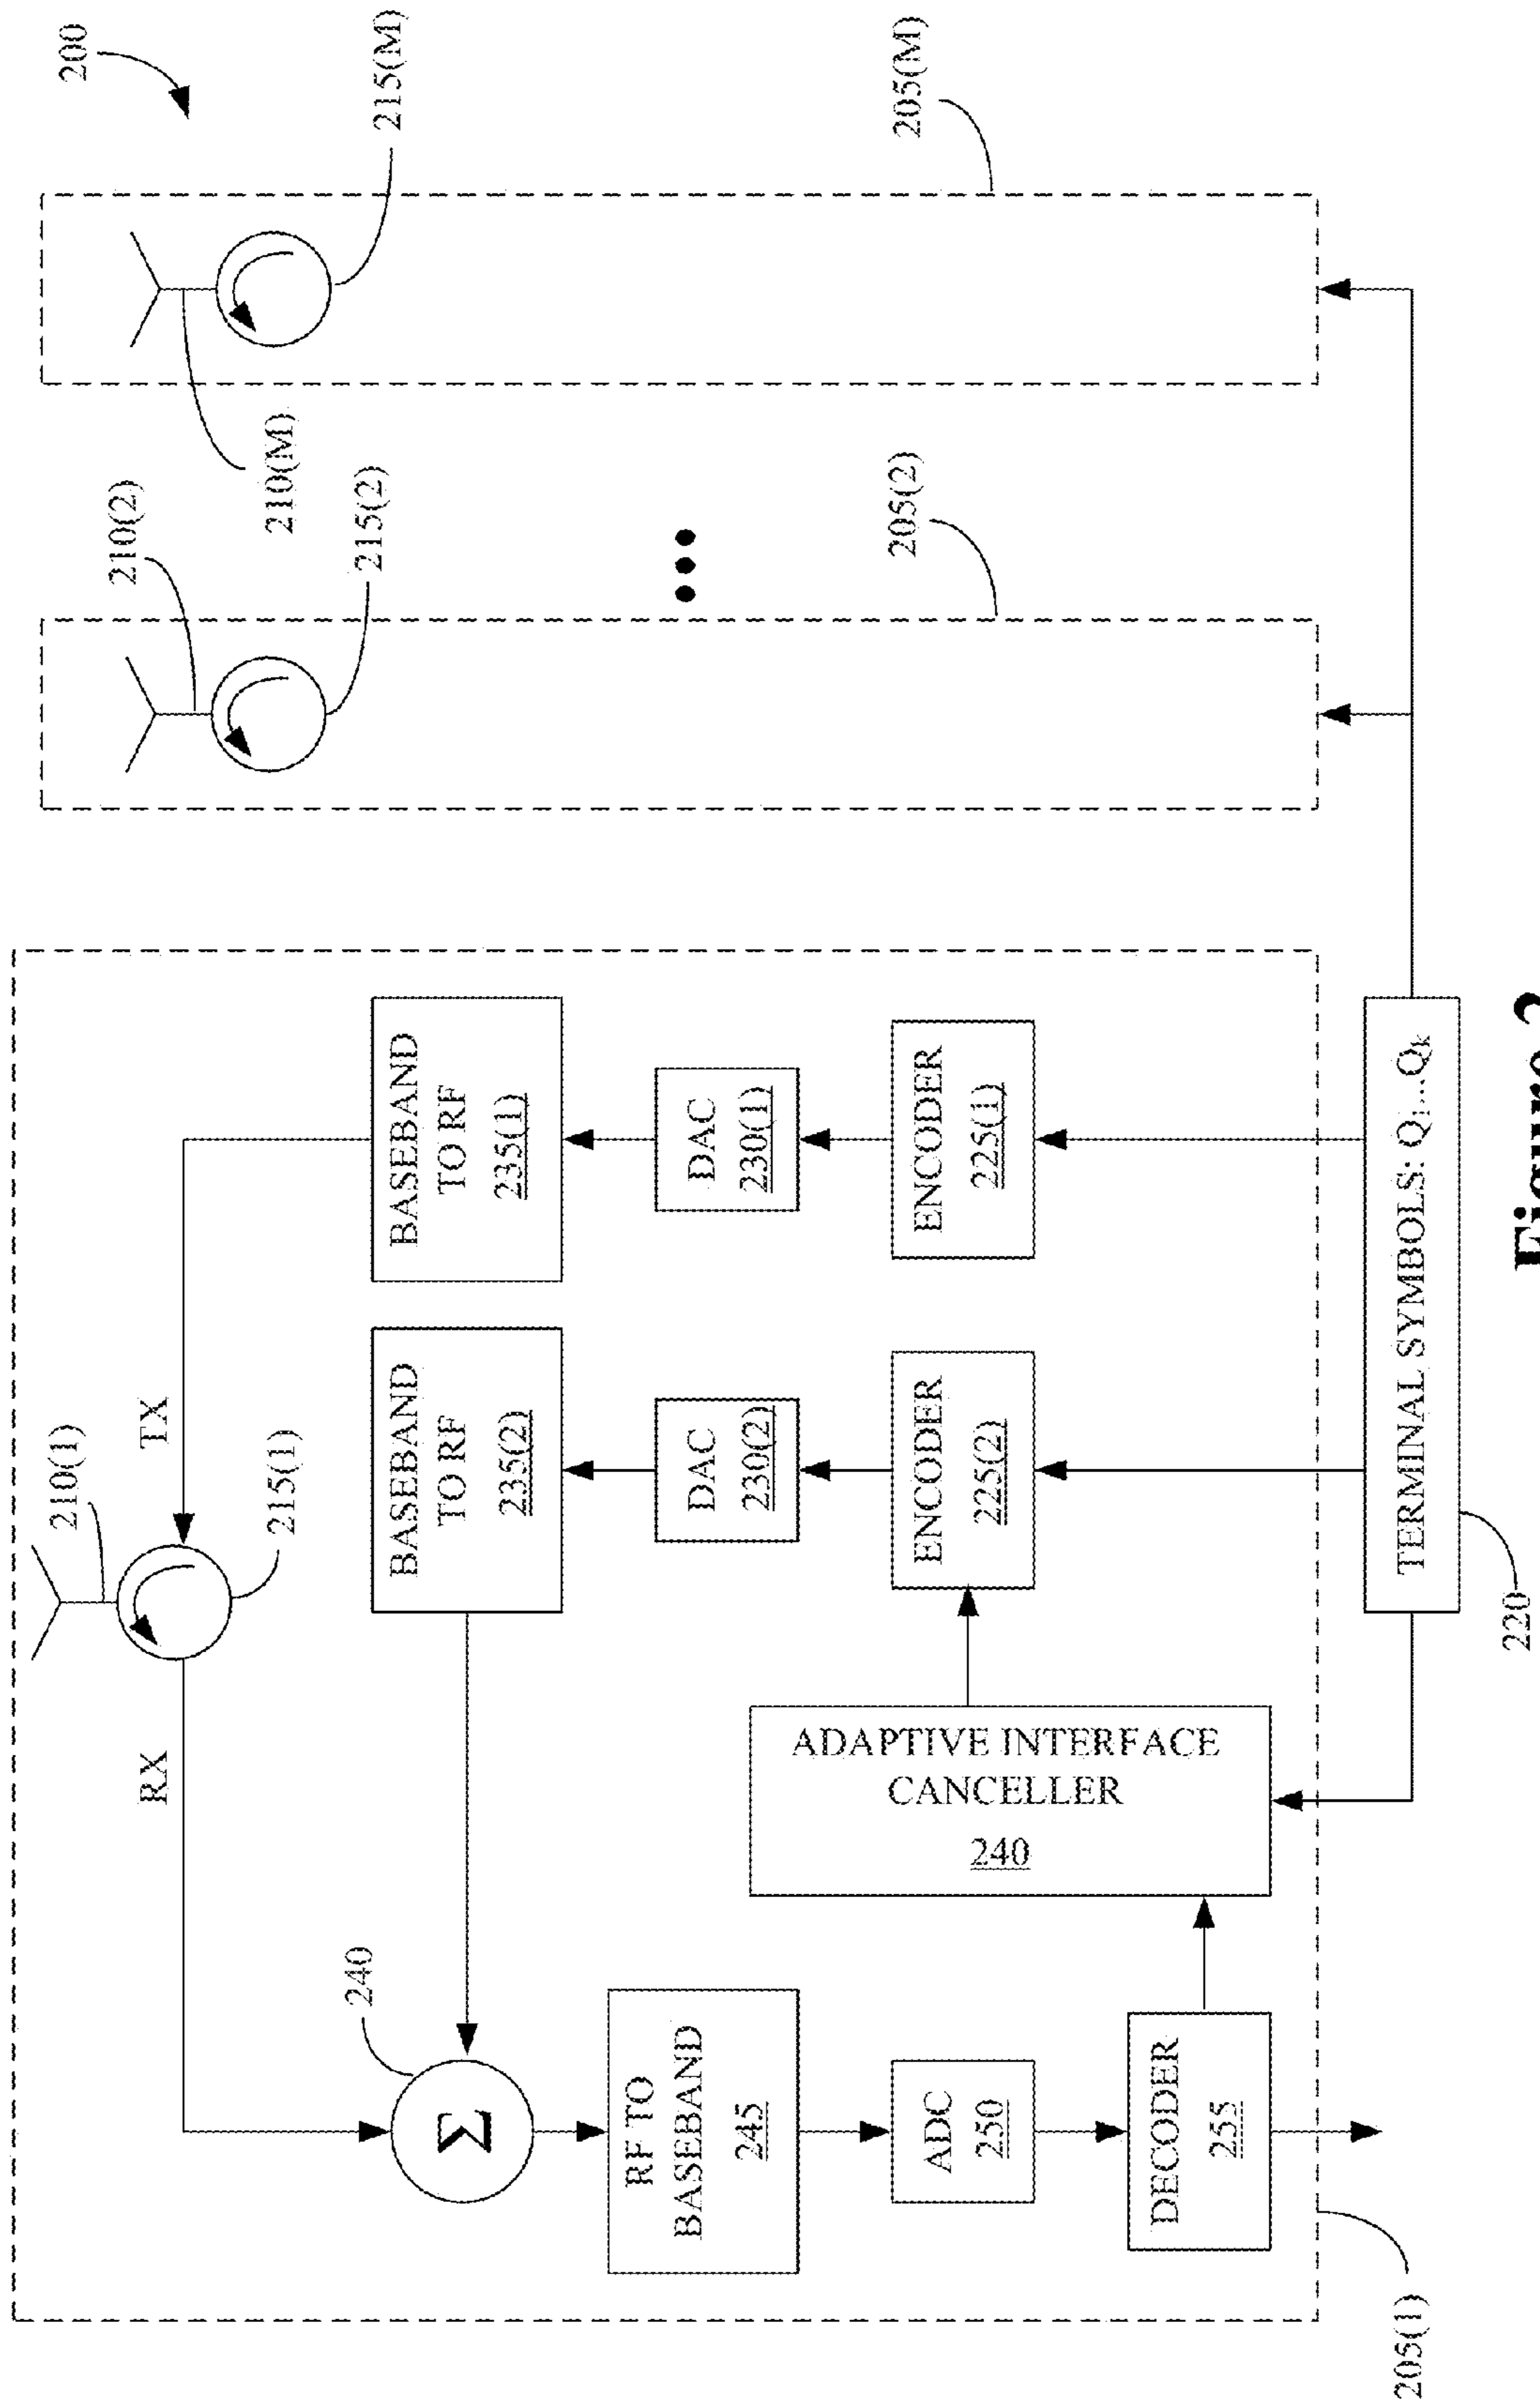 200
210(1)
TX
RX
215(1)
210(2)
215(2)
210(M)
215(M)
240
Σ
BASEBAND
TO RF
235(2)
BASEBAND
TO RF
235(1)
RF TO
BASEBAND
245
DAC
230(2)
DAC
230(1)
•••
ADAPTIVE INTERFACE
CANCELLER
240
ADC
250
ENCODER
225(2)
ENCODER
225(1)
205(2)
205(M)
DECODER
255
205(1)
TERMINAL SYMBOLS: Q₁...Qₖ
220
Figure 2